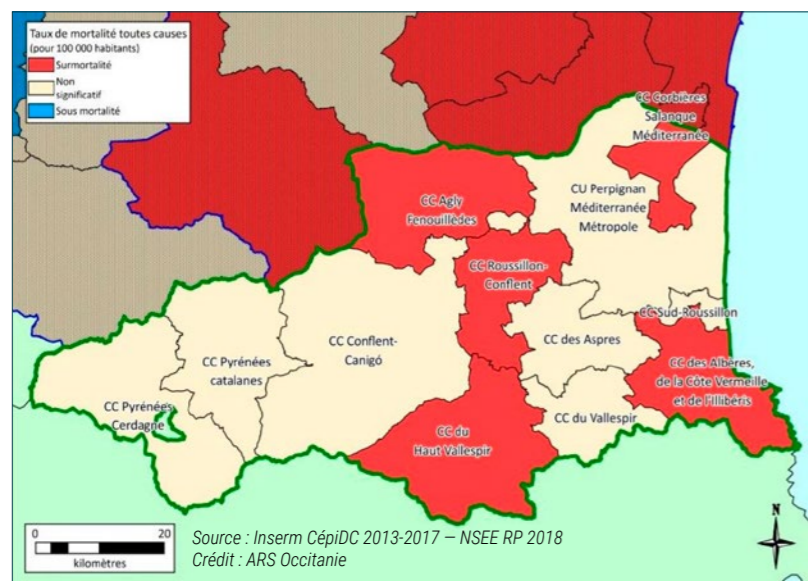 Taux de mortalité toutes causes
(pour 100 000 habitants)
Surmortalité
Non
significatif
Sous mortalité
CC Corbières
Salanque
Méditerranée
CC Agly
Fenouillèdes
CU Perpignan
Méditerranée
Métropole
CC Roussillon-
Conflent
CC Sud-Roussillon
CC Conflent-
Canigó
CC des Aspres
CC Pyrénées
catalanes
CC des Albères,
de la Côte Vermeille
et de l'Illibéris
CC Pyrénées
Cerdagne
CC du Vallespir
CC du
Haut Vallespir
0 20
kilomètres
Source : Inserm CépiDC 2013-2017 – NSEE RP 2018
Crédit : ARS Occitanie
N